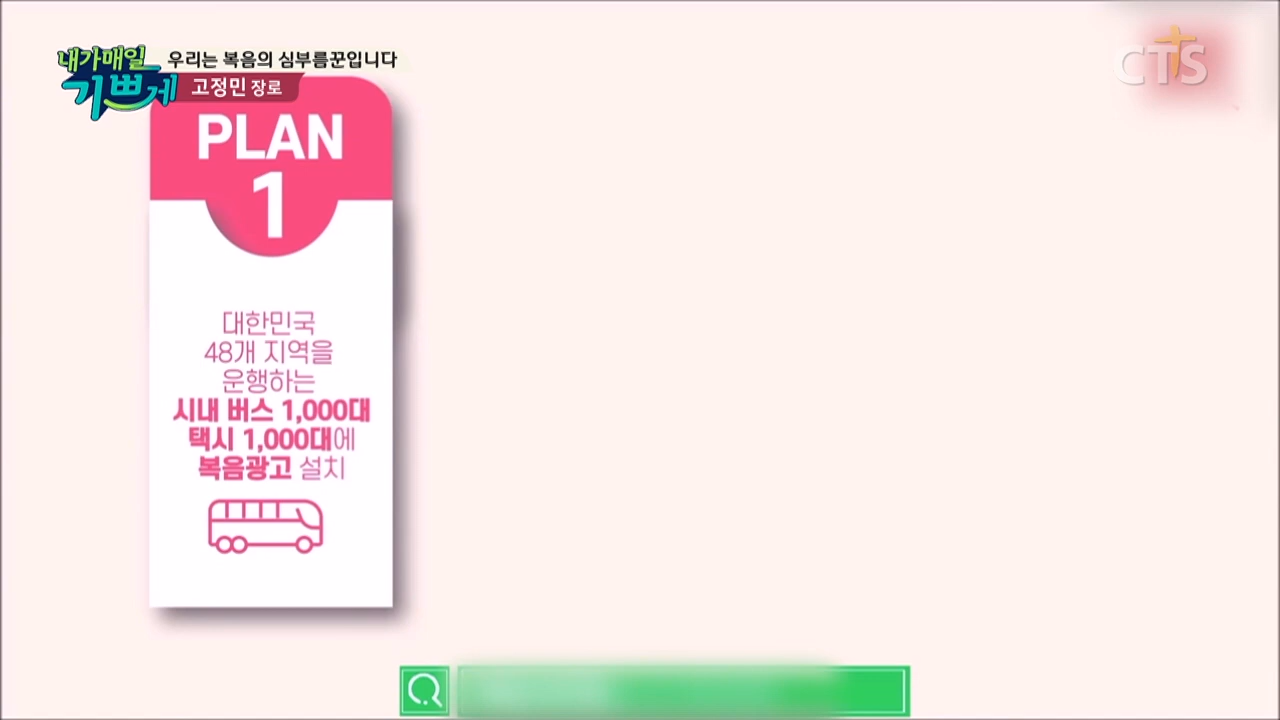 내가매일
기쁘게
우리는 복음의 심부름꾼입니다
고정민 장로
CTS
PLAN
1
대한민국
48개 지역을
운행하는
시내 버스 1,000대
택시 1,000대에
복음광고 설치